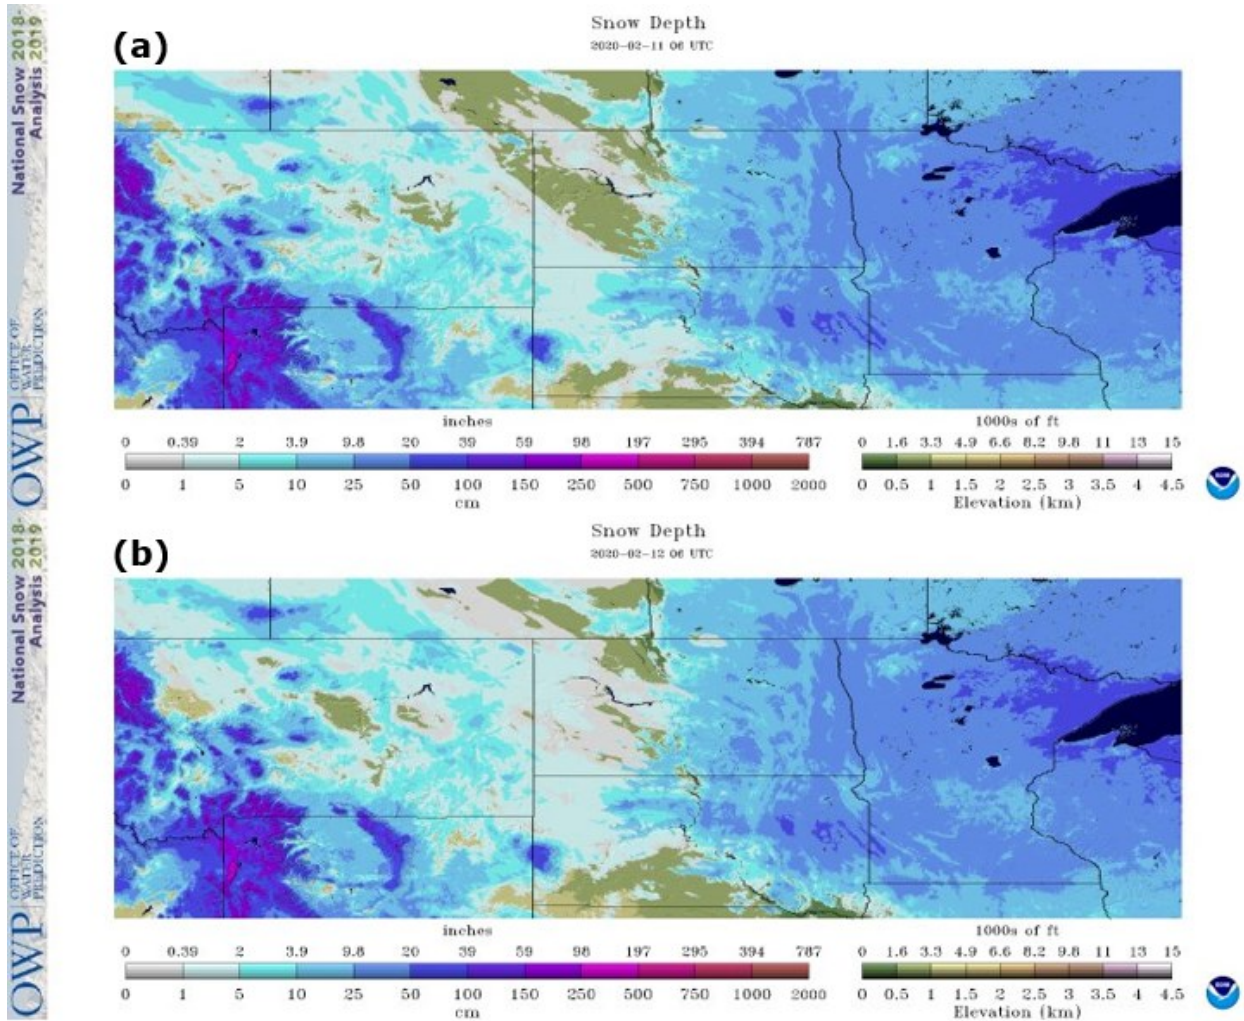 National Snow 2018-
Analysis 2019
OWP OFFICE OF
WATER
PREDICTION
(a)
Snow Depth
2020-02-11 06 UTC
inches
0 0.39 2 3.9 9.8 20 39 59 98 197 295 394 787
0 1 5 10 25 50 100 150 250 500 750 1000 2000
cm
1000s of ft
0 1.6 3.3 4.9 6.6 8.2 9.8 11 13 15
0 0.5 1 1.5 2 2.5 3 3.5 4 4.5
Elevation (km)
National Snow 2018-
Analysis 2019
OWP OFFICE OF
WATER
PREDICTION
(b)
Snow Depth
2020-02-12 06 UTC
inches
0 0.39 2 3.9 9.8 20 39 59 98 197 295 394 787
0 1 5 10 25 50 100 150 250 500 750 1000 2000
cm
1000s of ft
0 1.6 3.3 4.9 6.6 8.2 9.8 11 13 15
0 0.5 1 1.5 2 2.5 3 3.5 4 4.5
Elevation (km)